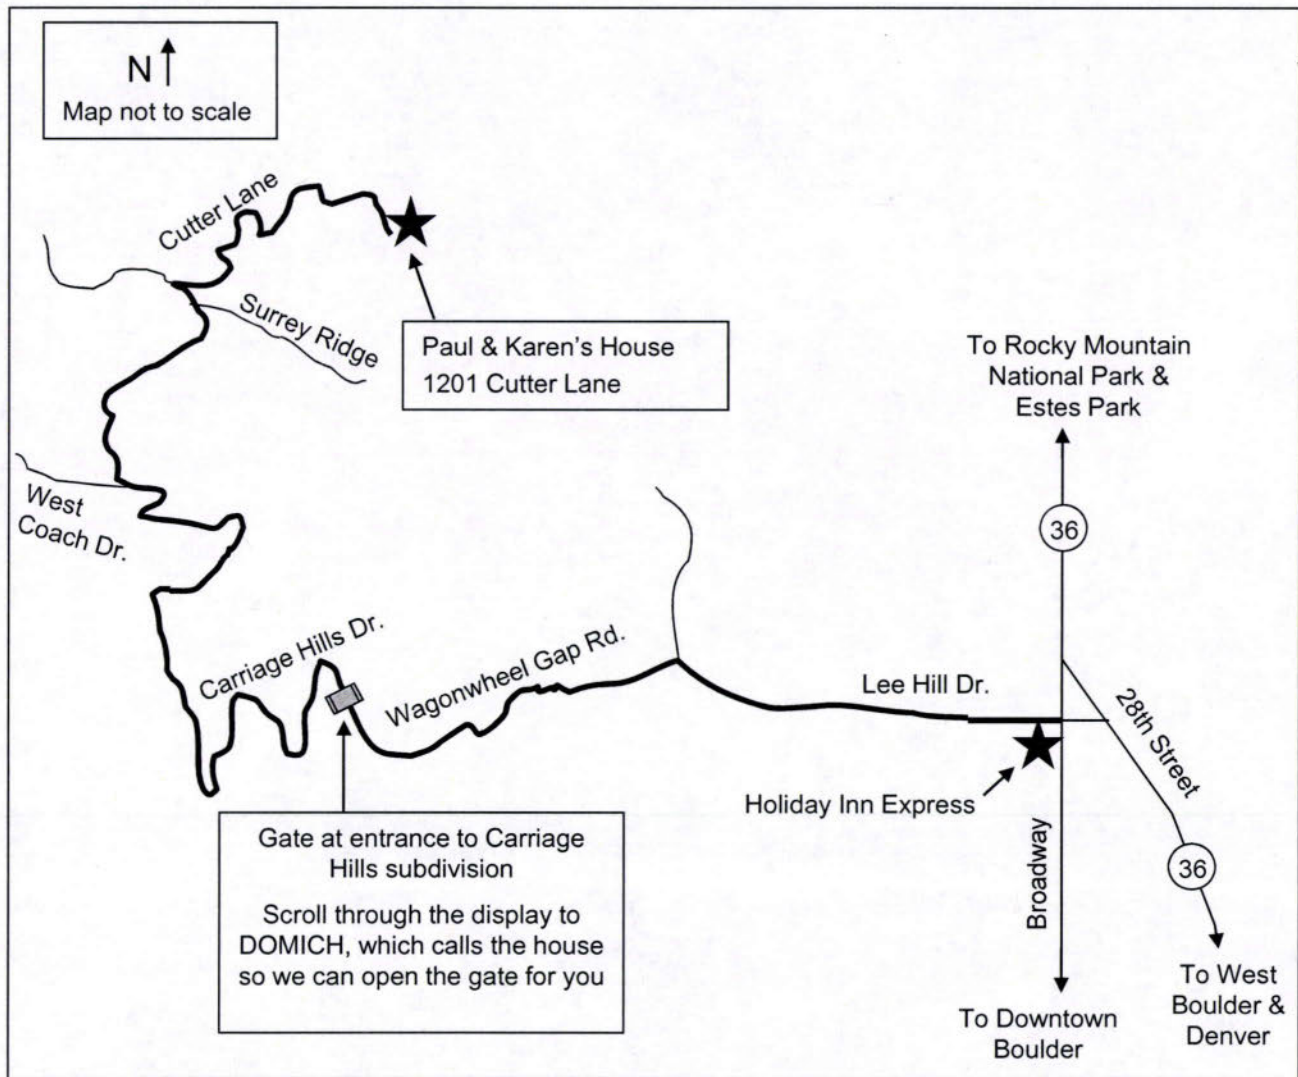 N
Map not to scale
Cutter Lane
Surrey Ridge
Paul & Karen's House
1201 Cutter Lane
To Rocky Mountain
National Park &
Estes Park
36
West
Coach Dr.
Carriage Hills Dr.
Wagonwheel Gap Rd.
Lee Hill Dr.
28th Street
Holiday Inn Express
Broadway
36
Gate at entrance to Carriage
Hills subdivision
Scroll through the display to
DOMICH, which calls the house
so we can open the gate for you
To Downtown
Boulder
To West
Boulder &
Denver